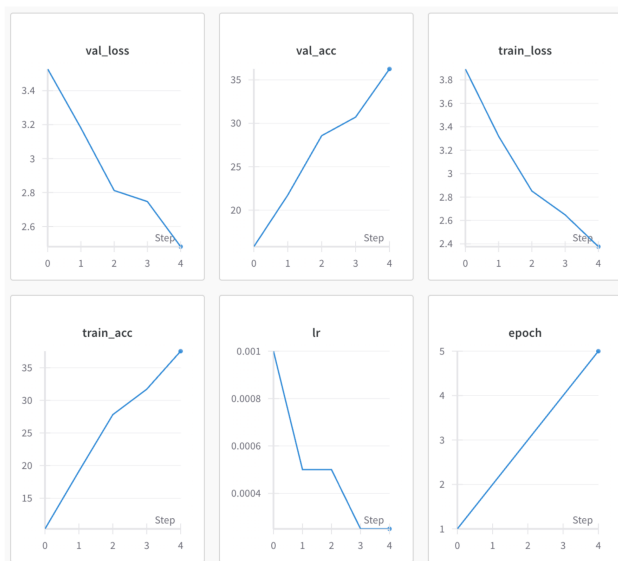 val_loss
3.4
3.2
3
2.8
2.6
Step
0 1 2 3 4
val_acc
35
30
25
20
Step
0 1 2 3 4
train_loss
3.8
3.6
3.4
3.2
3
2.8
2.6
2.4
Step
0 1 2 3 4
train_acc
35
30
25
20
15
Step
0 1 2 3 4
lr
0.001
0.0008
0.0006
0.0004
Step
0 1 2 3 4
epoch
5
4
3
2
1
Step
0 1 2 3 4